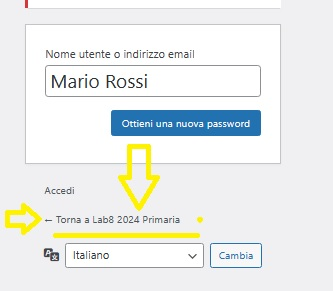 Nome utente o indirizzo email
Mario Rossi
Ottieni una nuova password
Accedi
← Torna a Lab8 2024 Primaria
Italiano
Cambia